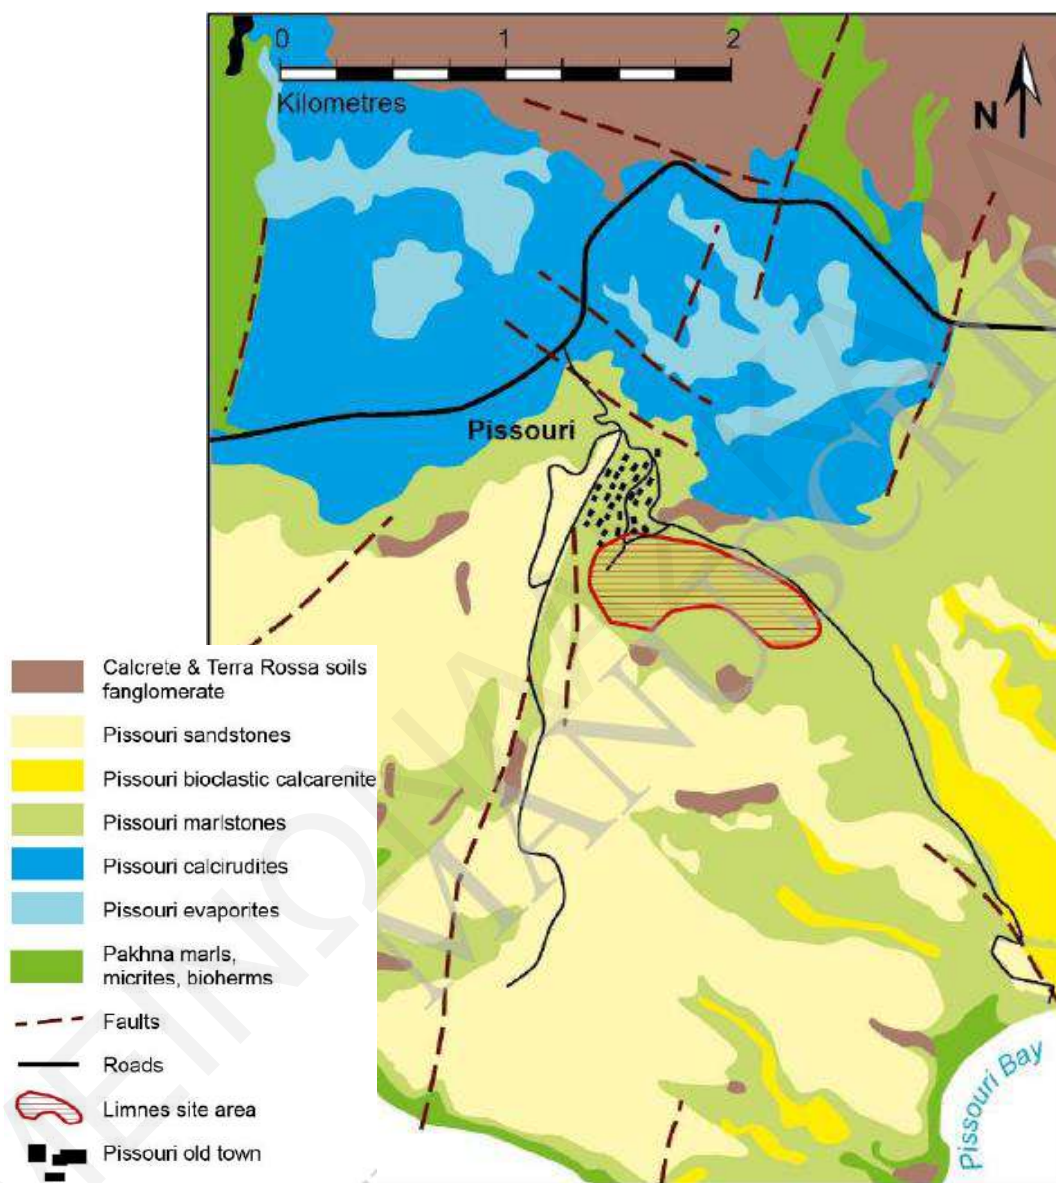 0 1 2
Kilometres
N
Pissouri
Calcrete & Terra Rossa soils
fanglomerate
Pissouri sandstones
Pissouri bioclastic calcarenite
Pissouri marlstones
Pissouri calcirudites
Pissouri evaporites
Pakhna marls,
micrites, bioherms
Faults
Roads
Limnes site area
Pissouri old town
Pissouri Bay